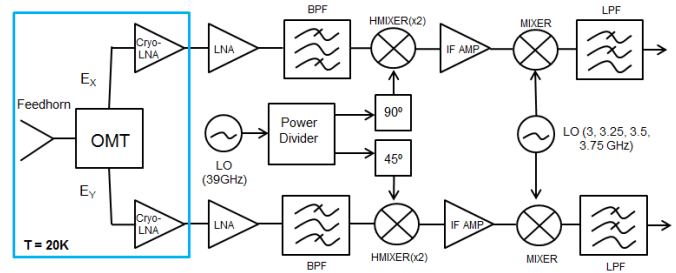 BPF
HMIXER(x2)
LPF
Cryo-
LNA
LNA
IF AMP
MIXER
E_X
Feedhorn
OMT
Power
Divider
90º
45º
LO
(39GHz)
LO (3, 3.25, 3.5,
3.75 GHz)
E_Y
Cryo-
LNA
LNA
IF AMP
T = 20K
BPF
HMIXER(x2)
MIXER
LPF